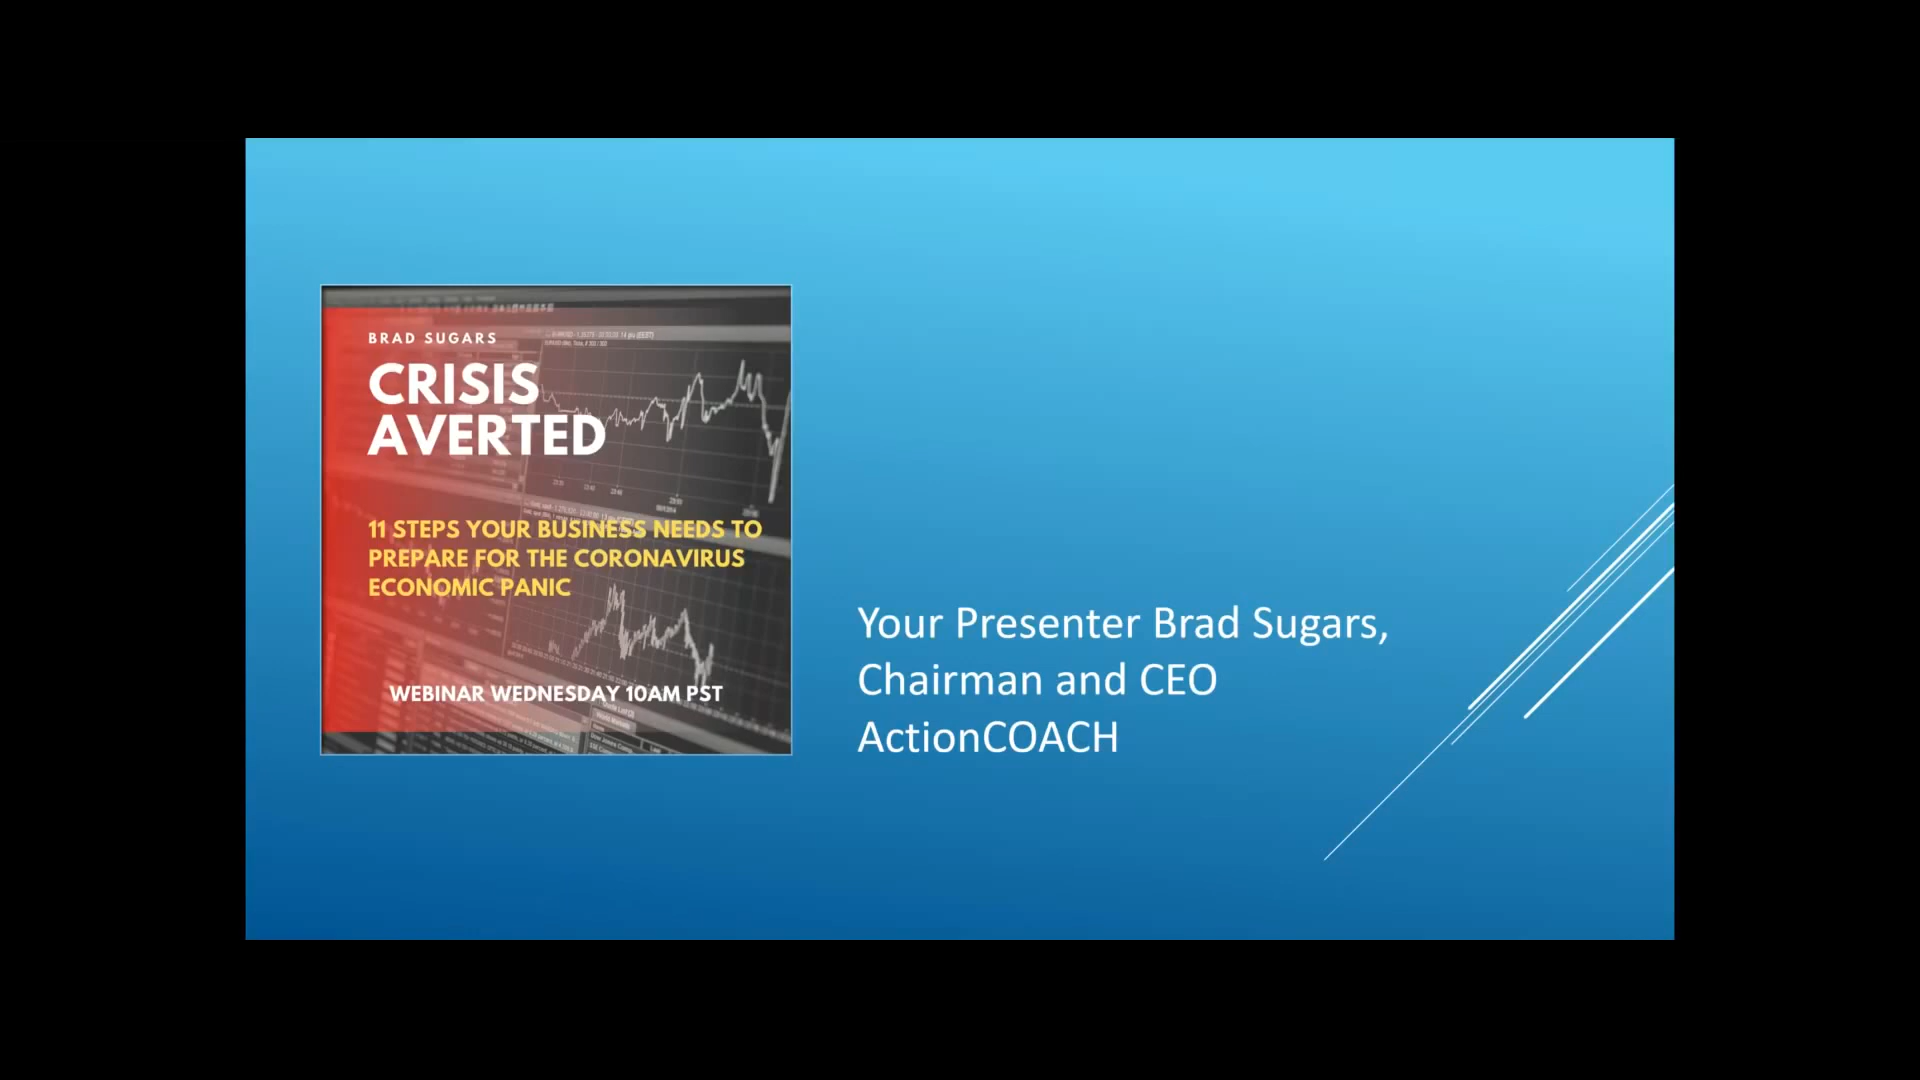 BRAD SUGARS
CRISIS
AVERTED
11 STEPS YOUR BUSINESS NEEDS TO
PREPARE FOR THE CORONAVIRUS
ECONOMIC PANIC
WEBINAR WEDNESDAY 10AM PST
Your Presenter Brad Sugars,
Chairman and CEO
ActionCOACH